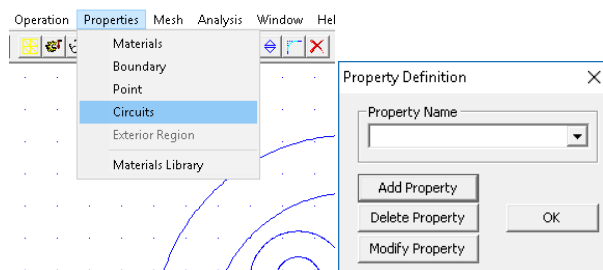 Operation Properties Mesh Analysis Window Hel
Materials
Boundary
Point
Circuits
Exterior Region
Materials Library
Property Definition
Property Name
Add Property
Delete Property
OK
Modify Property